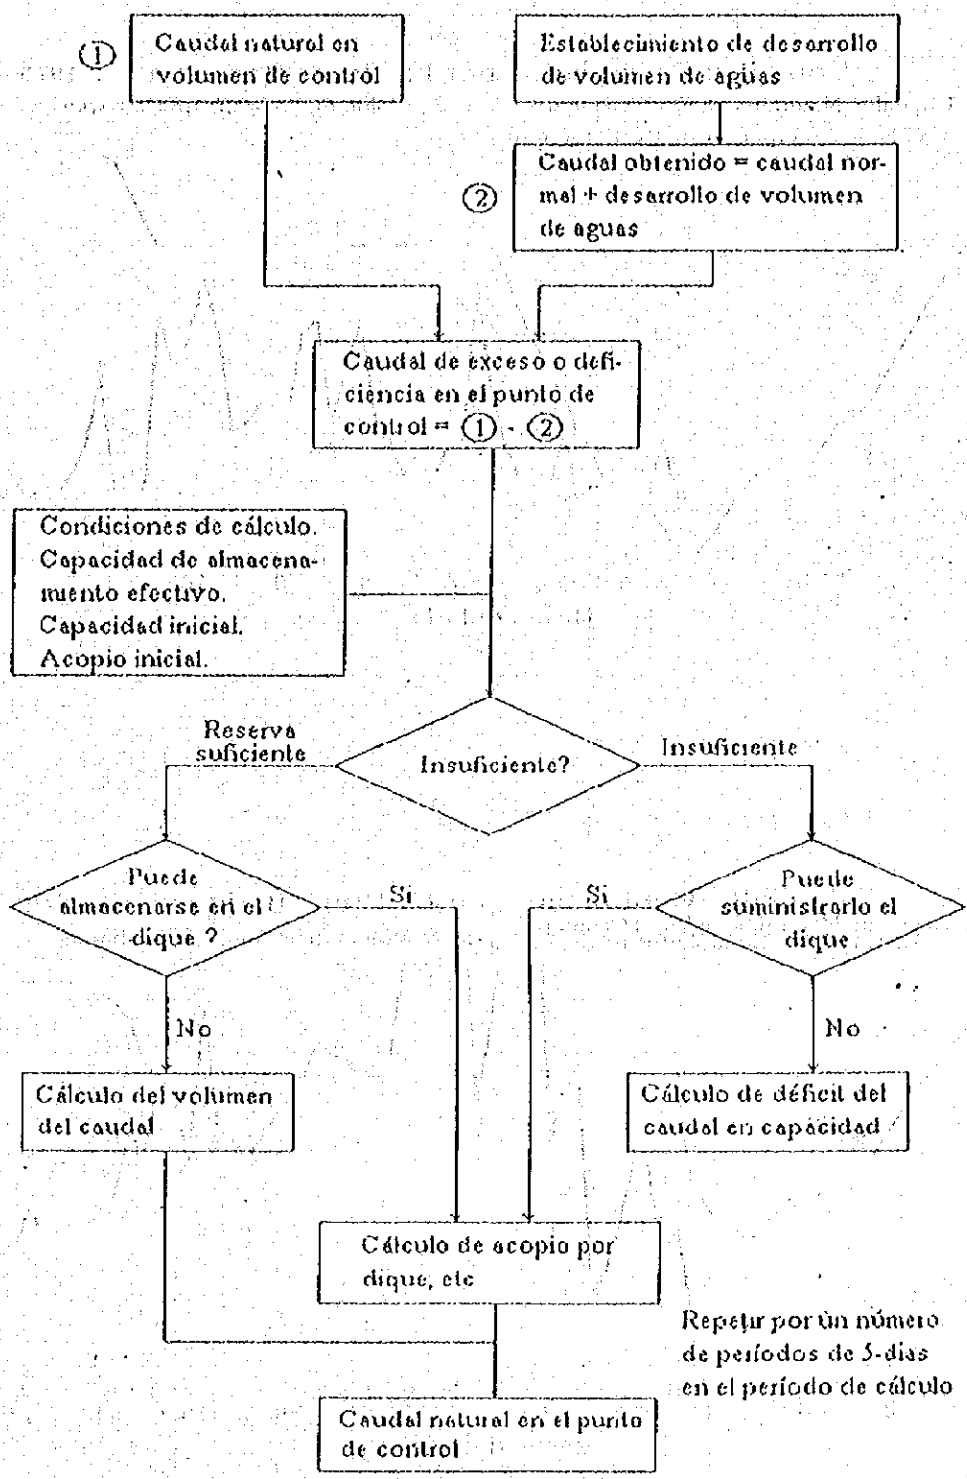 ①
Caudal natural en
volumen de control
Establecimiento de desarrollo
de volumen de aguas
②
Caudal obtenido = caudal nor-
mal + desarrollo de volumen
de aguas
Caudal de exceso o defi-
ciencia en el punto de
control = ① - ②
Condiciones de cálculo.
Capacidad de almacena-
miento efectivo.
Capacidad inicial.
Acopio inicial.
Reserva
suficiente
Insuficiente?
Insuficiente
Puede
almacenarse en el
dique ?
Si
Si
Puede
suministrarlo el
dique
No
No
Cálculo del volumen
del caudal
Cálculo de déficit del
caudal en capacidad
Cálculo de acopio por
dique, etc
Repetir por un número
de períodos de 5-dias
en el período de cálculo
Caudal natural en el punto
de control